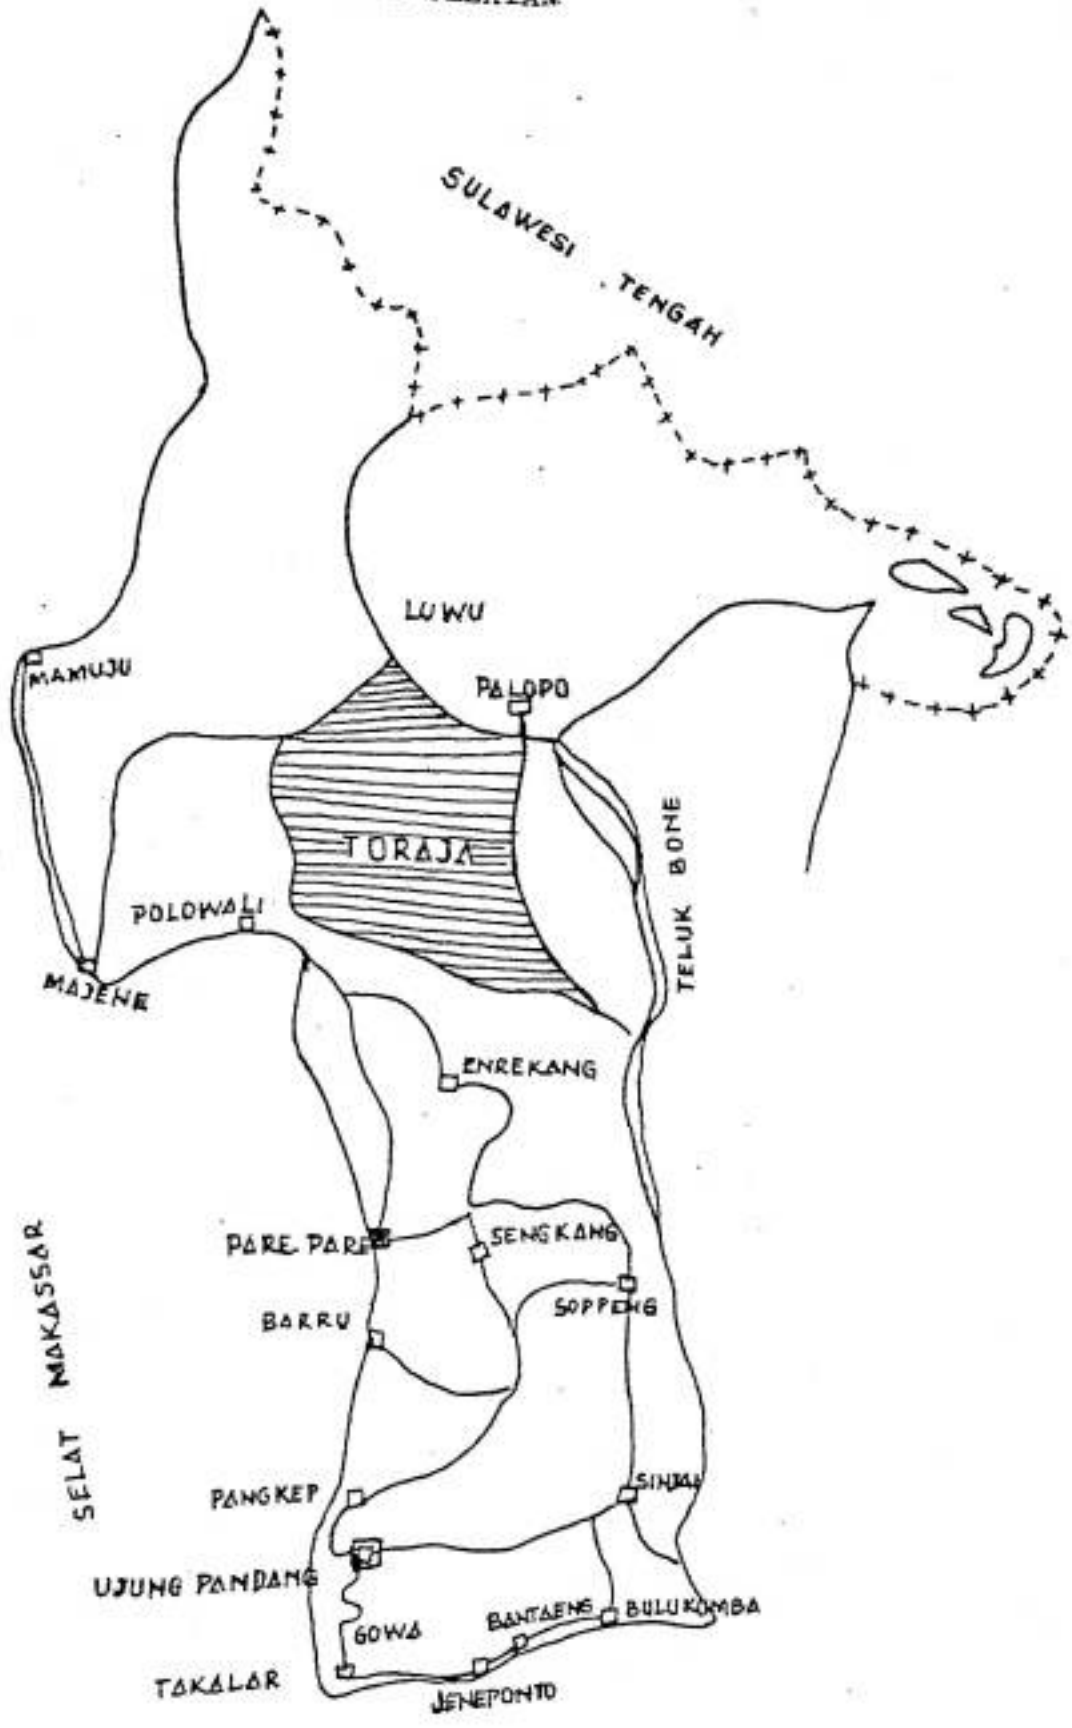 SULAWESI TENGAH
LUWU
MAMUJU
PALOPO
TORAJA
TELUK BONE
POLOWALI
MAJENE
ENREKANG
SELAT MAKASSAR
PARE PARE
SENGKANG
SOPPENG
BARRU
PANGKEP
SINJAI
UJUNG PANDANG
GOWA
BANTAENG
BULUKUMBA
TAKALAR
JENEPONTO